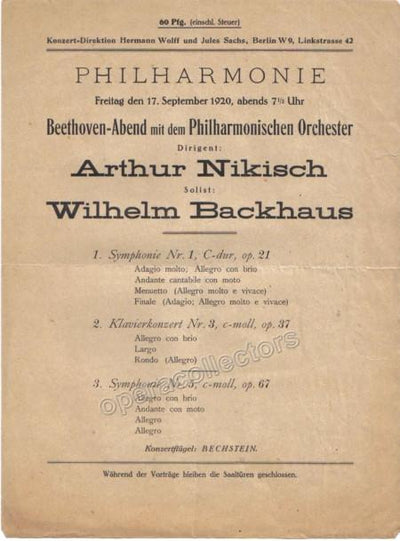 60 Pfg. (einschl. Steuer)
Konzert-Direktion Hermann Wolff und Jules Sachs, Berlin W 9, Linkstrasse 42
PHILHARMONIE
Freitag den 17. September 1920, abends 7½ Uhr
Beethoven-Abend mit dem Philharmonischen Orchester
Dirigent:
Arthur Nikisch
Solist:
Wilhelm Backhaus
1. Symphonie Nr. 1, C-dur, op. 21
Adagio molto; Allegro con brio
Andante cantabile con moto
Menuetto (Allegro molto e vivace)
Finale (Adagio; Allegro molto e vivace)
2. Klavierkonzert Nr. 3, c-moll, op. 37
Allegro con brio
Largo
Rondo (Allegro)
operacollectors
3. Symphonie Nr. 5, c-moll, op. 67
Allegro con brio
Andante con moto
Allegro
Allegro
Konzertflügel: BECHSTEIN.
Während der Vorträge bleiben die Saaltüren geschlossen.